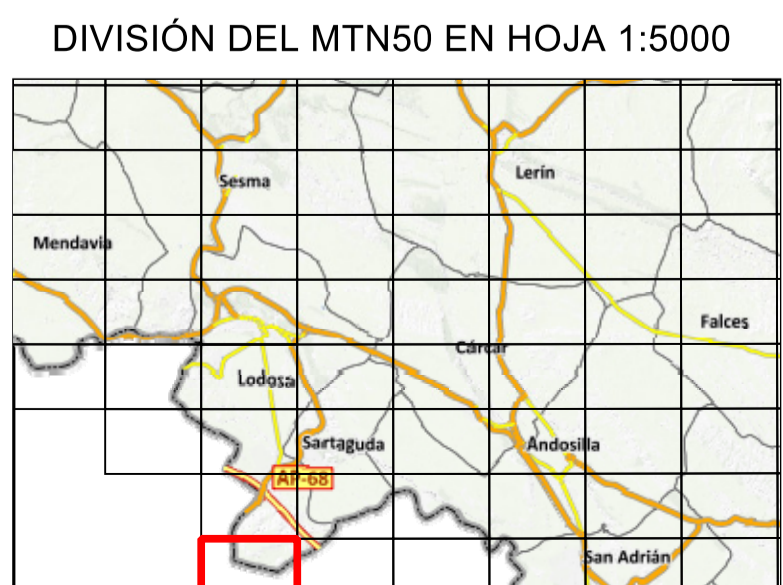 DIVISIÓN DEL MTN50 EN HOJA 1:5000
Lerín
Sesma
Mendavia
Falces
Cárcar
Lodosa
Sartaguda
Andosilla
AP-68
San Adrián